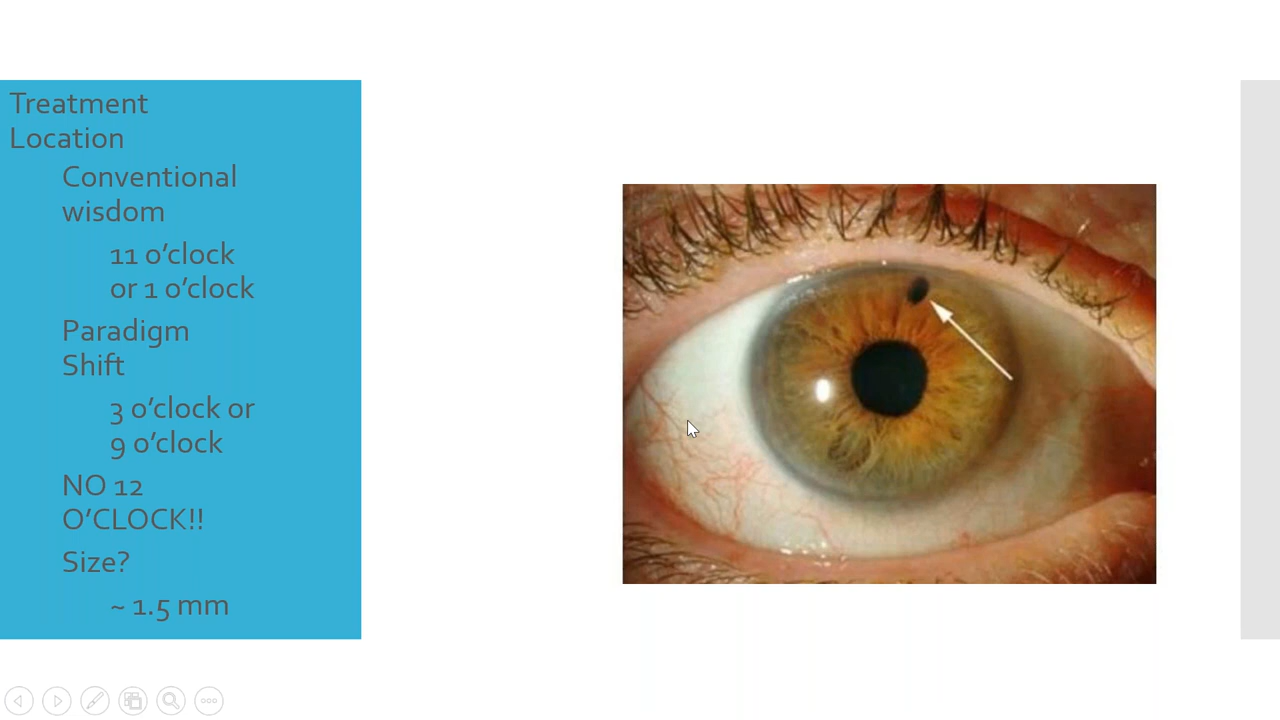 Treatment
Location
Conventional
wisdom
11 o’clock
or 1 o’clock
Paradigm
Shift
3 o’clock or
9 o’clock
NO 12
O’CLOCK!!
Size?
~ 1.5 mm